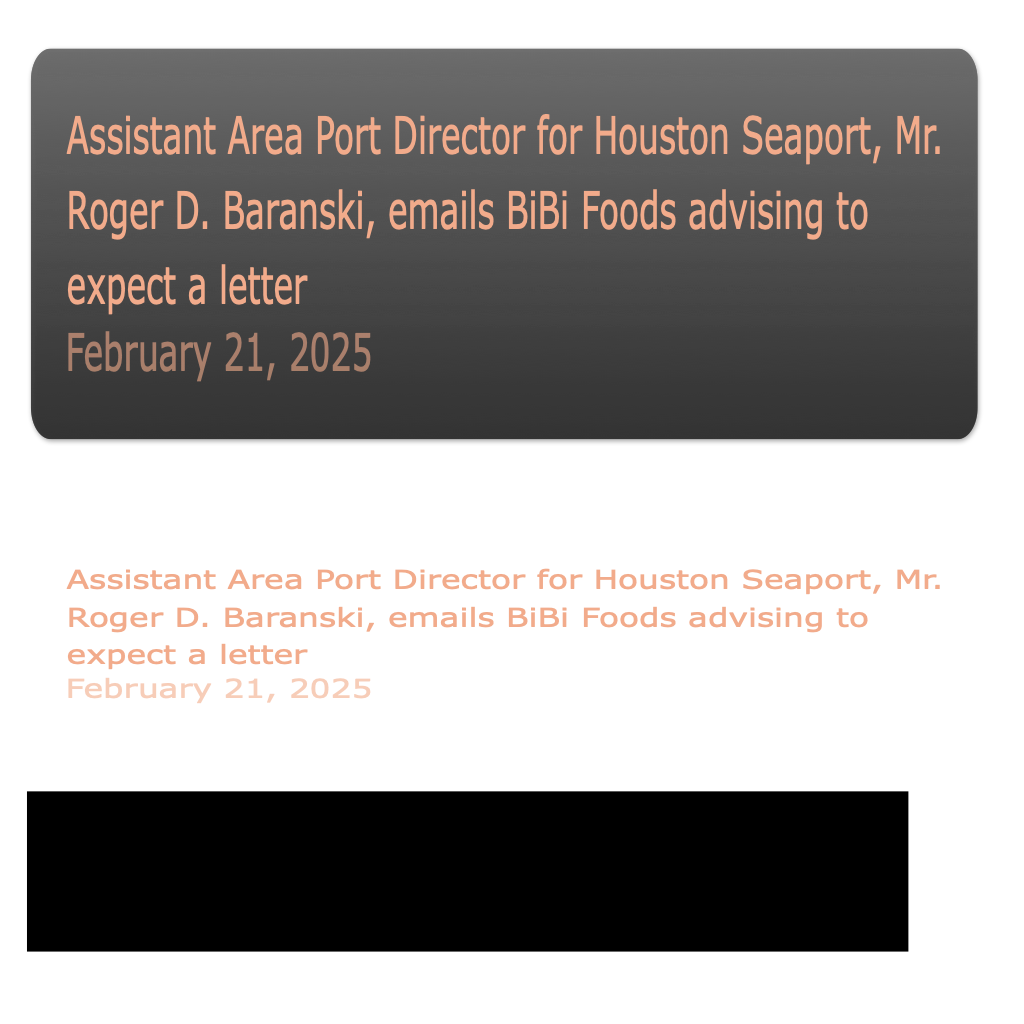 Assistant Area Port Director for Houston Seaport, Mr.
Roger D. Baranski, emails BiBi Foods advising to
expect a letter
February 21, 2025
Assistant Area Port Director for Houston Seaport, Mr.
Roger D. Baranski, emails BiBi Foods advising to
expect a letter
February 21, 2025